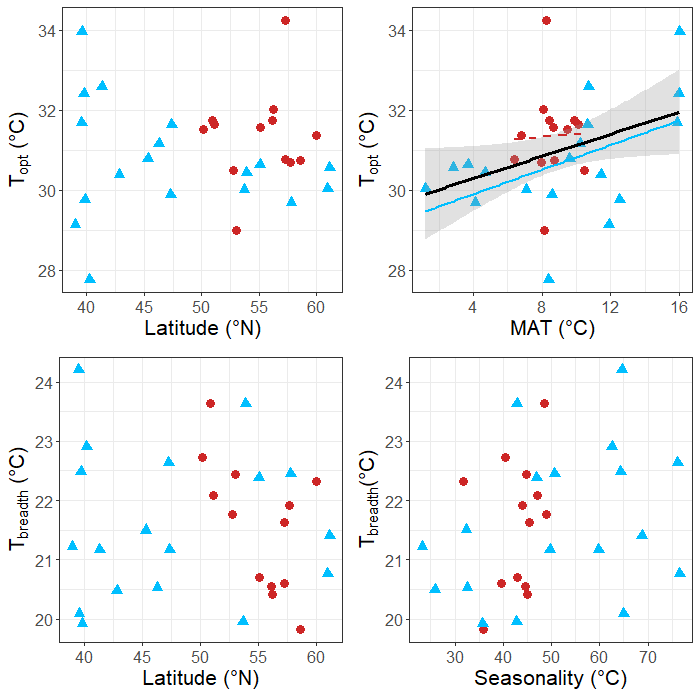 34
32
30
28
T_opt (°C)
40 45 50 55 60
Latitude (°N)
34
32
30
28
T_opt (°C)
4 8 12 16
MAT (°C)
24
23
22
21
20
T_breadth (°C)
40 45 50 55 60
Latitude (°N)
24
23
22
21
20
T_breadth(°C)
30 40 50 60 70
Seasonality (°C)